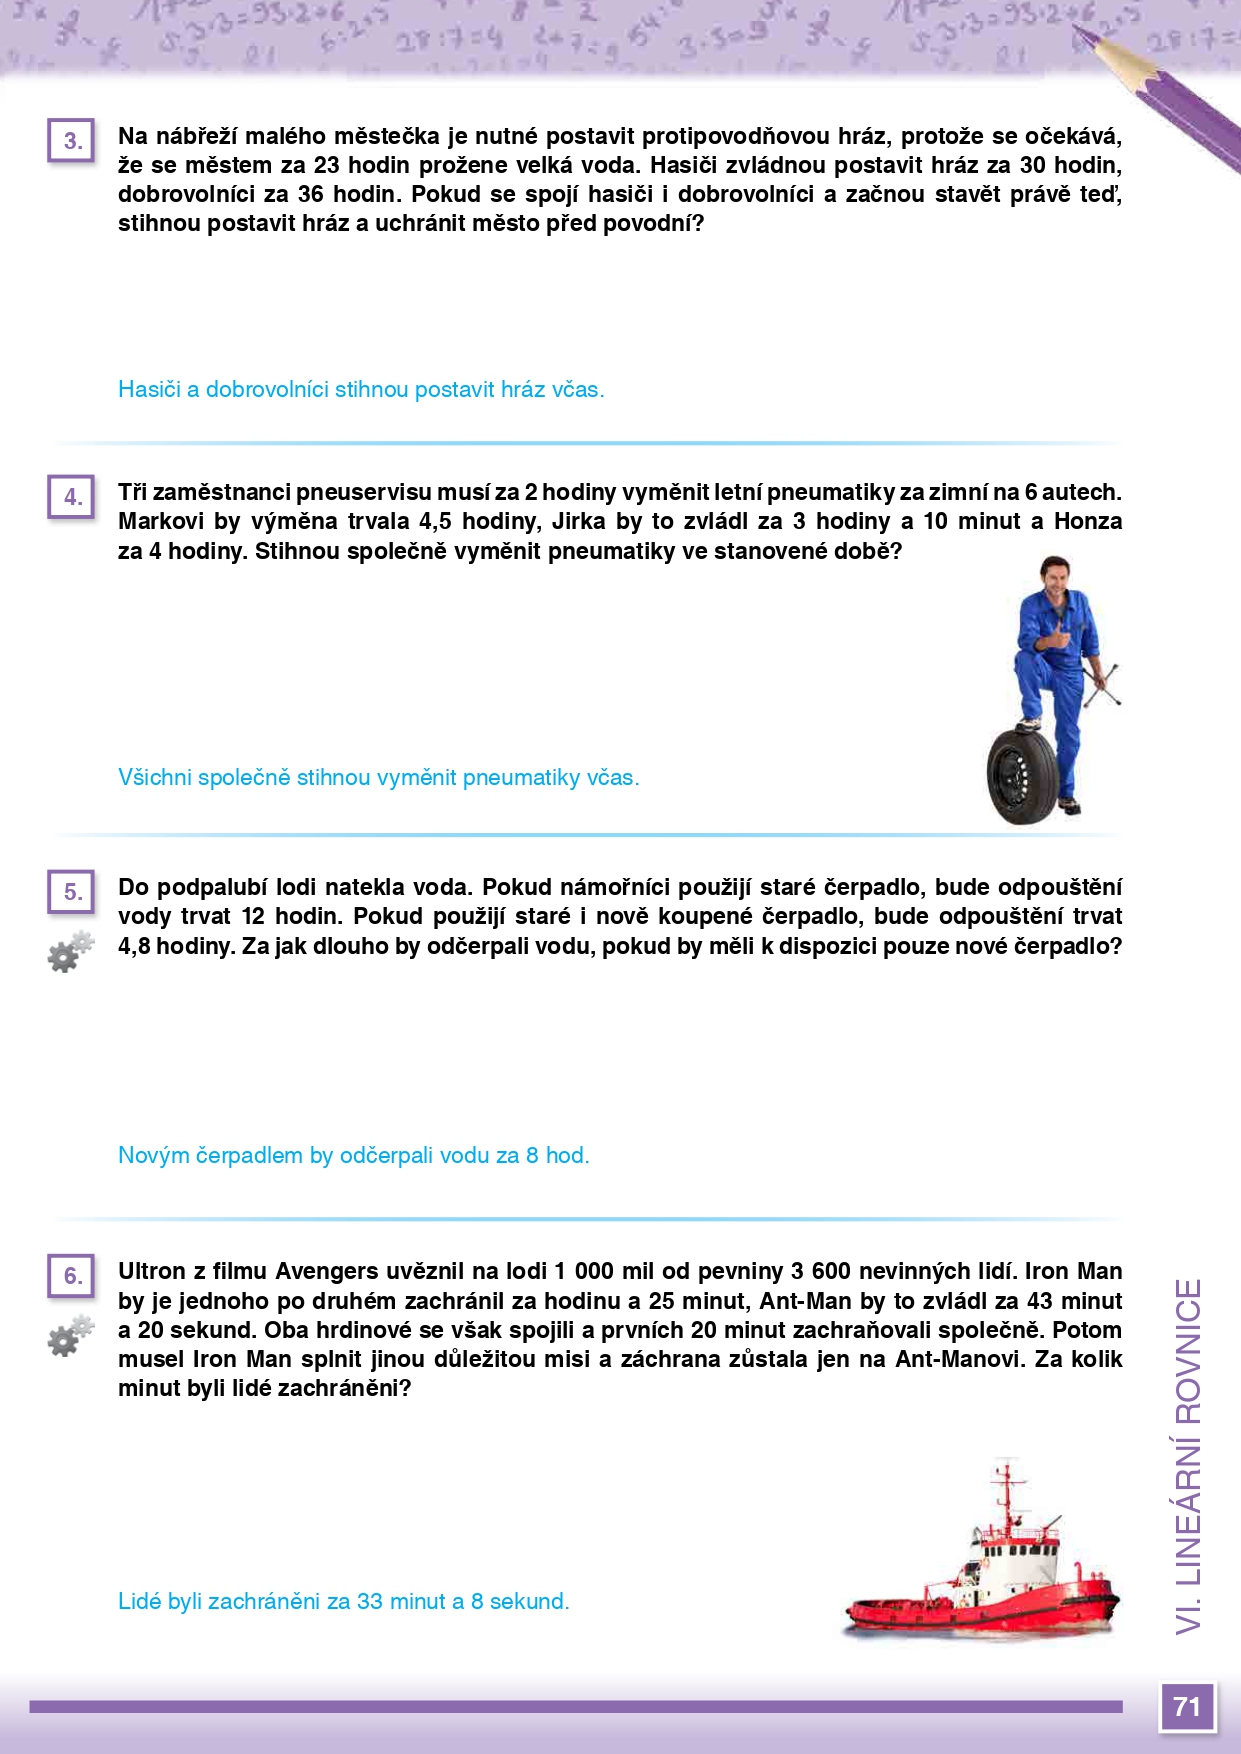 3.
Na nábřeží malého městečka je nutné postavit protipovodňovou hráz, protože se očekává,
že se městem za 23 hodin prožene velká voda. Hasiči zvládnou postavit hráz za 30 hodin,
dobrovolníci za 36 hodin. Pokud se spojí hasiči i dobrovolníci a začnou stavět právě teď,
stihnou postavit hráz a uchránit město před povodní?
Hasiči a dobrovolníci stihnou postavit hráz včas.
4.
Tři zaměstnanci pneuservisu musí za 2 hodiny vyměnit letní pneumatiky za zimní na 6 autech.
Markovi by výměna trvala 4,5 hodiny, Jirka by to zvládl za 3 hodiny a 10 minut a Honza
za 4 hodiny. Stihnou společně vyměnit pneumatiky ve stanovené době?
Všichni společně stihnou vyměnit pneumatiky včas.
5.
Do podpalubí lodi natekla voda. Pokud námořníci použijí staré čerpadlo, bude odpouštění
vody trvat 12 hodin. Pokud použijí staré i nově koupené čerpadlo, bude odpouštění trvat
4,8 hodiny. Za jak dlouho by odčerpali vodu, pokud by měli k dispozici pouze nové čerpadlo?
Novým čerpadlem by odčerpali vodu za 8 hod.
6.
Ultron z filmu Avengers uvěznil na lodi 1 000 mil od pevniny 3 600 nevinných lidí. Iron Man
by je jednoho po druhém zachránil za hodinu a 25 minut, Ant-Man by to zvládl za 43 minut
a 20 sekund. Oba hrdinové se však spojili a prvních 20 minut zachraňovali společně. Potom
musel Iron Man splnit jinou důležitou misi a záchrana zůstala jen na Ant-Manovi. Za kolik
minut byli lidé zachráněni?
Lidé byli zachráněni za 33 minut a 8 sekund.
VI. LINEÁRNÍ ROVNICE
71